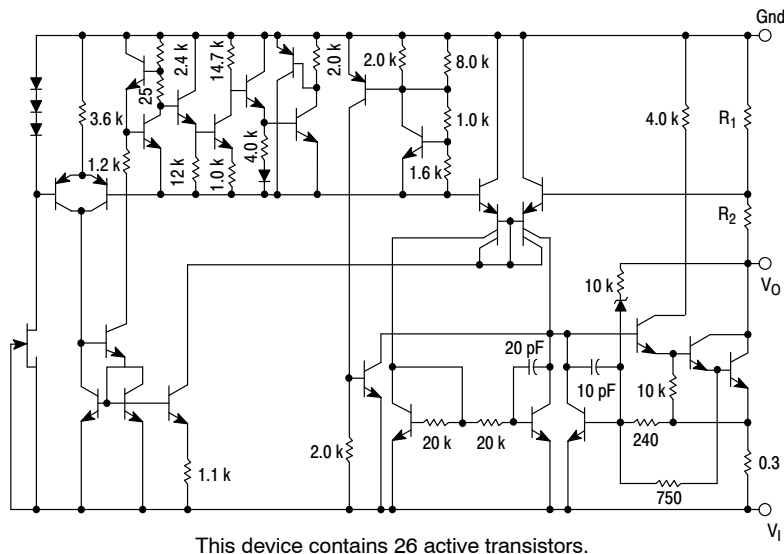 Gnd
2.4 k
14.7 k
2.0 k
2.0 k
8.0 k
25
3.6 k
4.0 k
1.0 k
4.0 k
R1
1.2 k
12 k
1.0 k
1.6 k
R2
10 k
VO
20 pF
10 pF
10 k
20 k
20 k
240
2.0 k
0.3
1.1 k
750
VI
This device contains 26 active transistors.